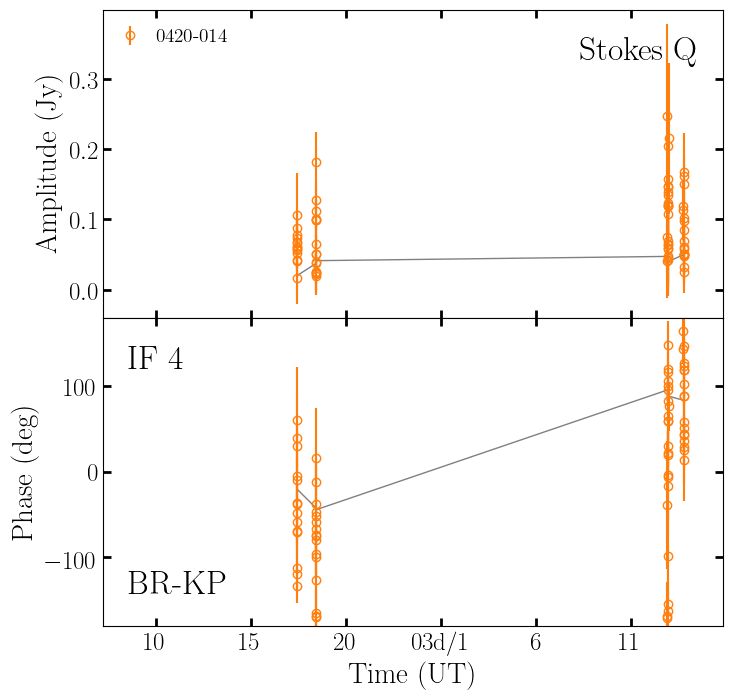 0420-014
Stokes Q
0.3
0.2
0.1
0.0
Amplitude (Jy)
IF 4
100
0
−100
Phase (deg)
BR-KP
10 15 20 03d/1 6 11
Time (UT)